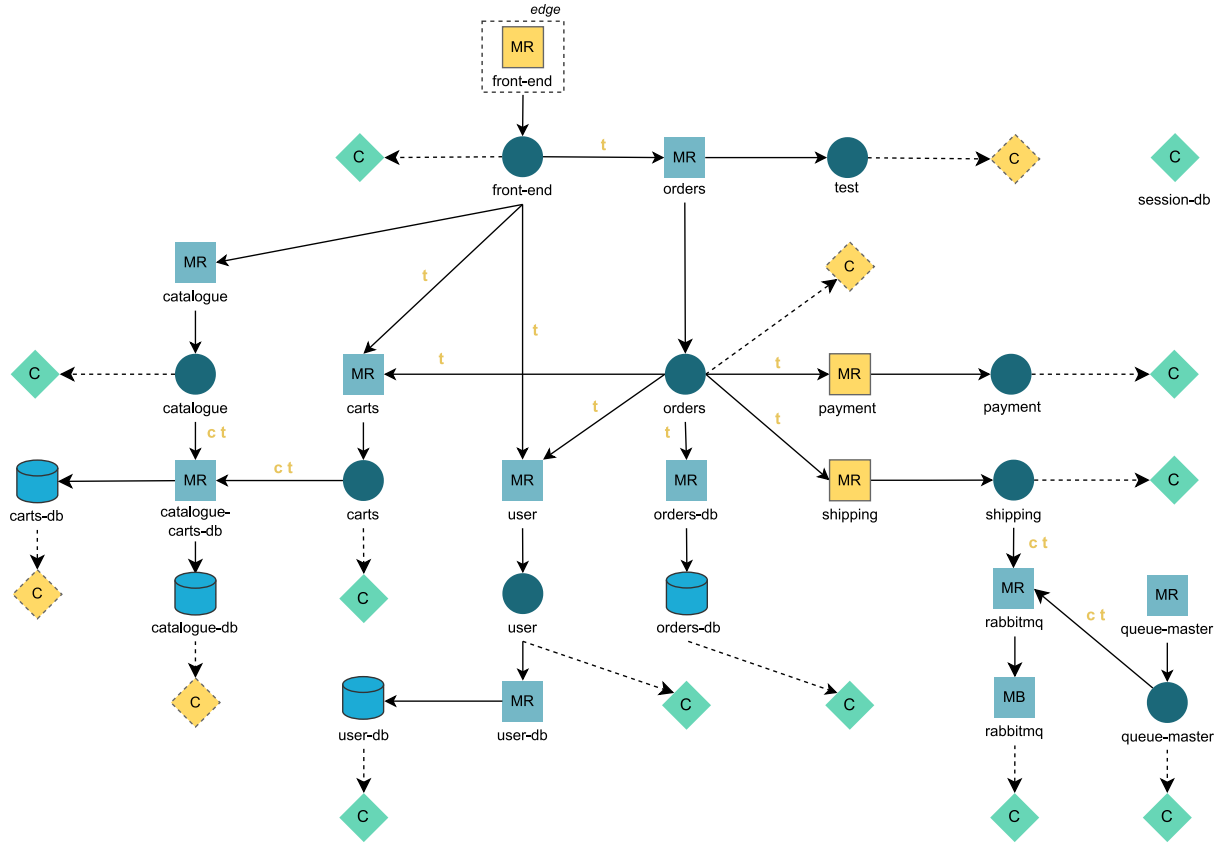 edge
MR
front-end
C
t
MR
C
C
front-end
orders
test
session-db
MR
catalogue
C
t
t
C
MR
t
t
MR
C
catalogue
carts
orders
payment
payment
c t
t
t
t
c t
MR
MR
MR
MR
C
carts-db
catalogue-
carts-db
carts
user
orders-db
shipping
shipping
c t
C
C
MR
MR
c t
catalogue-db
user
orders-db
rabbitmq
queue-master
C
MR
C
C
MB
user-db
user-db
rabbitmq
queue-master
C
C
C